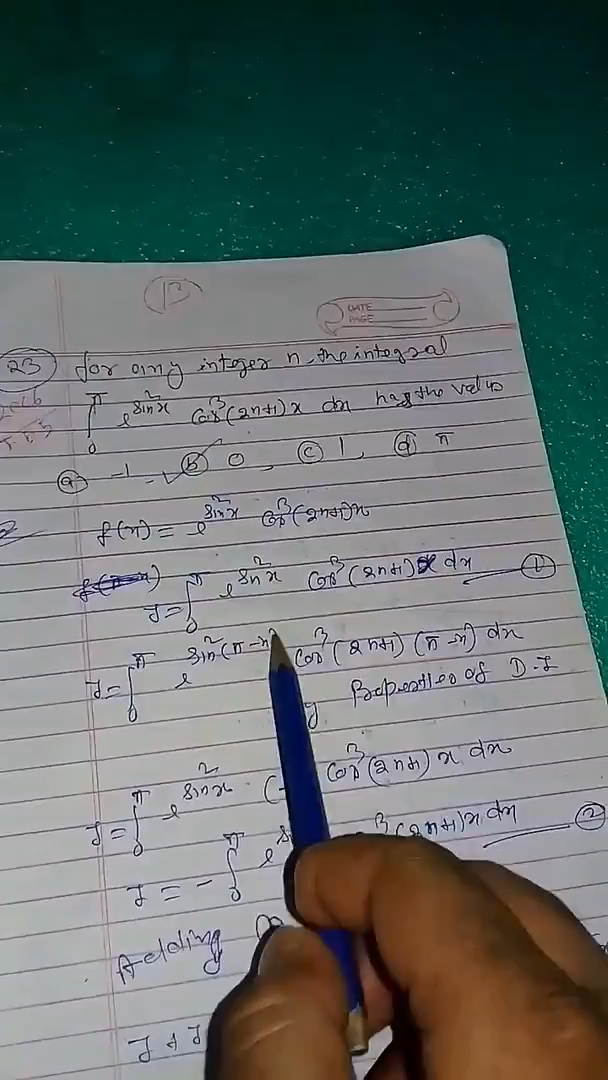 13
DATE
PAGE
23 for any integer n, the integral
∫₀^π e^(sin²x) cos³(2n+1)x dx has the value
(a) -1, ✓(b) 0, (c) 1, (d) π
f(x) = e^(sin²x) cos³(2n+1)x
I = ∫₀^π e^(sin²x) cos³(2n+1)x dx — (1)
I = ∫₀^π e^(sin²(π-x)) cos³(2n+1)(π-x) dx
Properties of D.I
I = ∫₀^π e^(sin²x) cos³(2n+1)x dx
I = -∫₀^π (2n+1)x dx — (2)
Adding
I + I